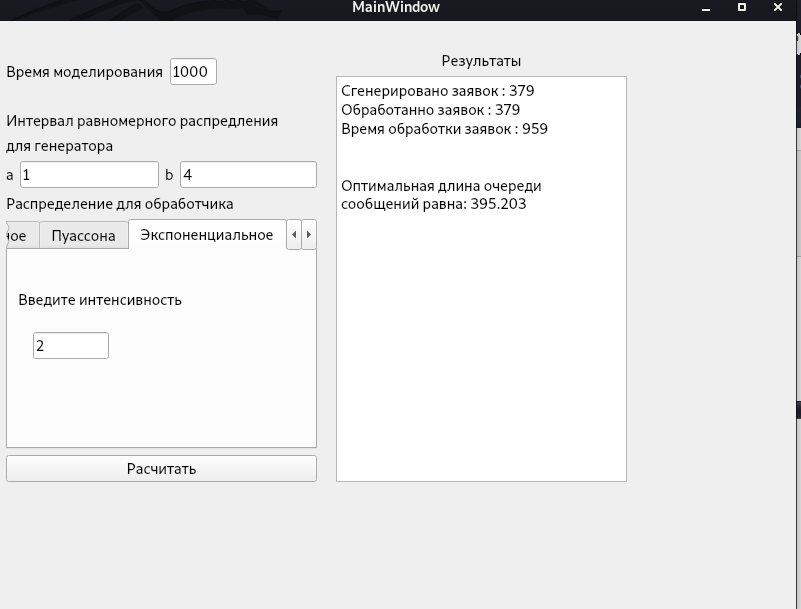 MainWindow
Время моделирования 1000
Интервал равномерного распредления
для генератора
a 1 b 4
Распределение для обработчика
Пуассона Экспоненциальное
Введите интенсивность
2
Расчитать
Результаты
Сгенерировано заявок : 379
Обработанно заявок : 379
Время обработки заявок : 959
Оптимальная длина очереди
сообщений равна: 395.203